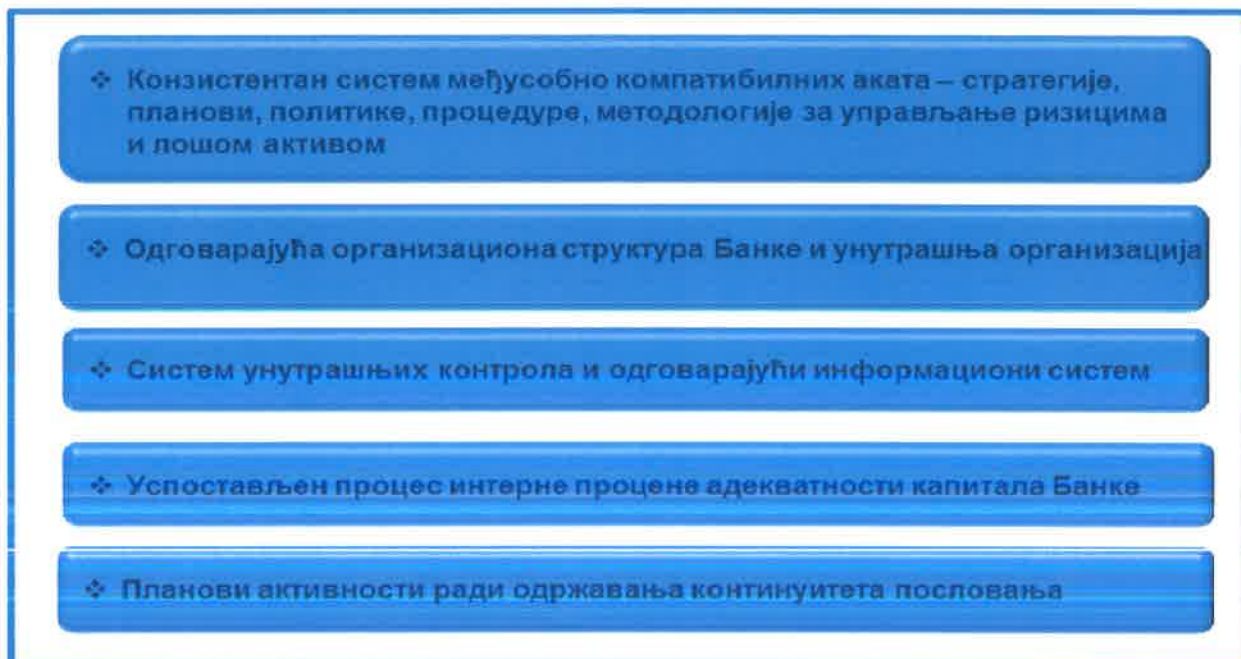 ❖ Конзистентан систем међусобно компатибилних аката – стратегије,
планови, политике, процедуре, методологије за управљање ризицима
и лошом активом
❖ Одговарајућа организациона структура Банке и унутрашња организација
❖ Систем унутрашњих контрола и одговарајући информациони систем
❖ Успостављен процес интерне процене адекватности капитала Банке
❖ Планови активности ради одржавања континуитета пословања